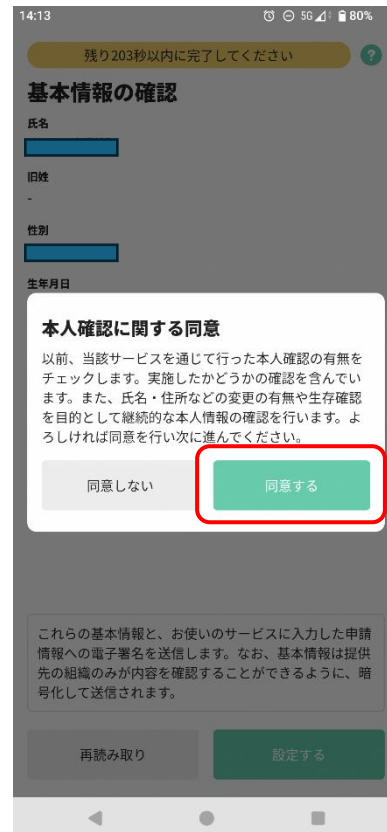 14:13 5G 80%
残り203秒以内に完了してください ?
基本情報の確認
氏名
旧姓
-
性別
生年月日
本人確認に関する同意
以前、当該サービスを通じて行った本人確認の有無を
チェックします。実施したかどうかの確認を含んでい
ます。また、氏名・住所などの変更の有無や生存確認
を目的として継続的な本人情報の確認を行います。よ
ろしければ同意を行い次に進んでください。
同意しない 同意する
これらの基本情報と、お使いのサービスに入力した申請
情報への電子署名を送信します。なお、基本情報は提供
先の組織のみが内容を確認することができるように、暗
号化して送信されます。
再読み取り 設定する